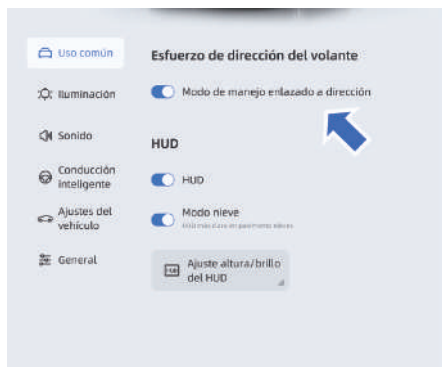 Uso común
Iluminación
Sonido
Conducción
inteligente
Ajustes del
vehículo
General
Esfuerzo de dirección del volante
Modo de manejo enlazado a dirección
HUD
HUD
Modo nieve
Ajuste altura/brillo
del HUD